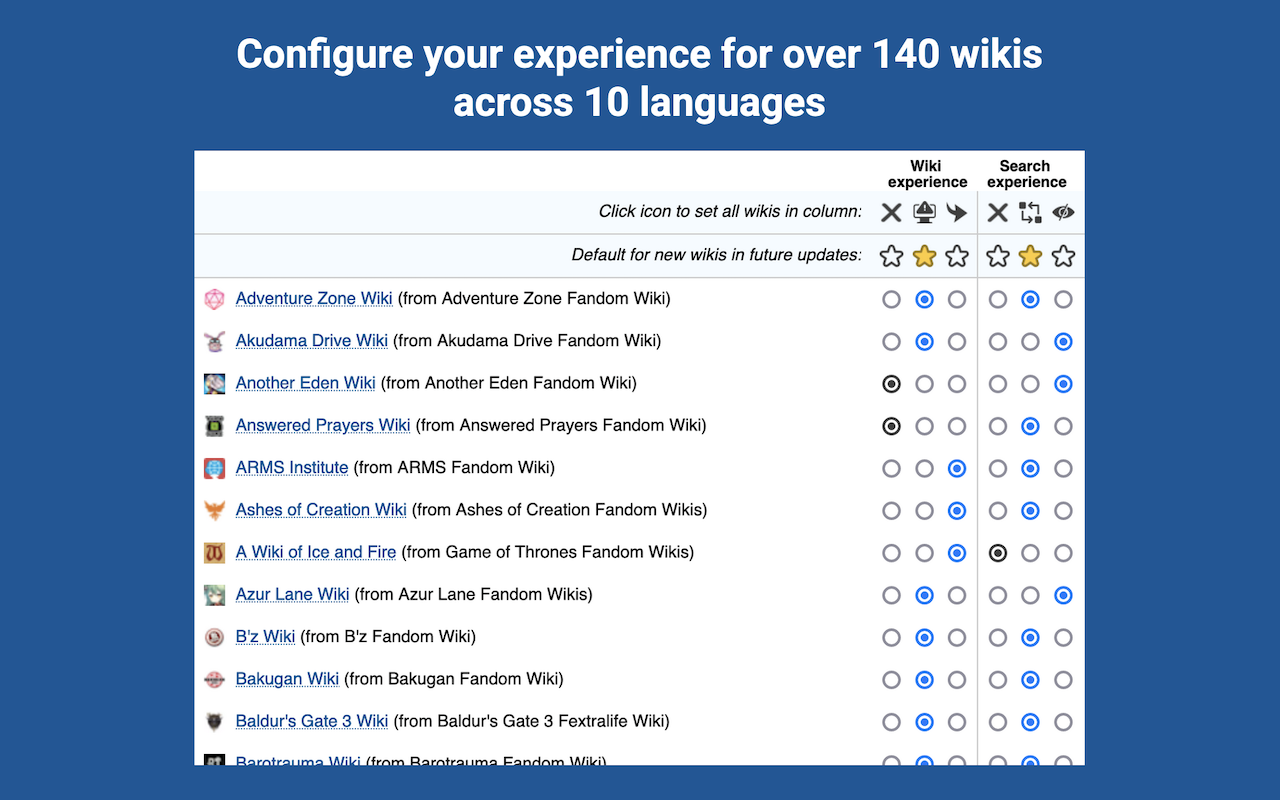 Configure your experience for over 140 wikis
across 10 languages
Wiki experience
Search experience
Click icon to set all wikis in column:
Default for new wikis in future updates:
Adventure Zone Wiki (from Adventure Zone Fandom Wiki)
Akudama Drive Wiki (from Akudama Drive Fandom Wiki)
Another Eden Wiki (from Another Eden Fandom Wiki)
Answered Prayers Wiki (from Answered Prayers Fandom Wiki)
ARMS Institute (from ARMS Fandom Wiki)
Ashes of Creation Wiki (from Ashes of Creation Fandom Wikis)
A Wiki of Ice and Fire (from Game of Thrones Fandom Wikis)
Azur Lane Wiki (from Azur Lane Fandom Wikis)
B'z Wiki (from B'z Fandom Wiki)
Bakugan Wiki (from Bakugan Fandom Wiki)
Baldur's Gate 3 Wiki (from Baldur's Gate 3 Fextralife Wiki)
Barotrauma Wiki (from Barotrauma Fandom Wiki)